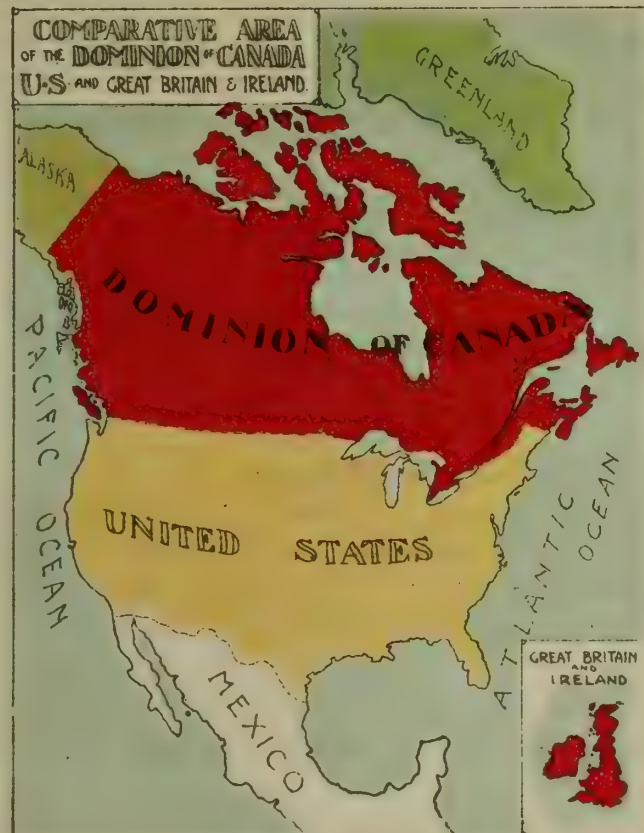 COMPARATIVE AREA
OF THE DOMINION OF CANADA
U.S. AND GREAT BRITAIN & IRELAND.
GREENLAND
ALASKA
DOMINION OF CANADA
PACIFIC OCEAN
UNITED STATES
ATLANTIC
OCEAN
MEXICO
GREAT BRITAIN
AND
IRELAND